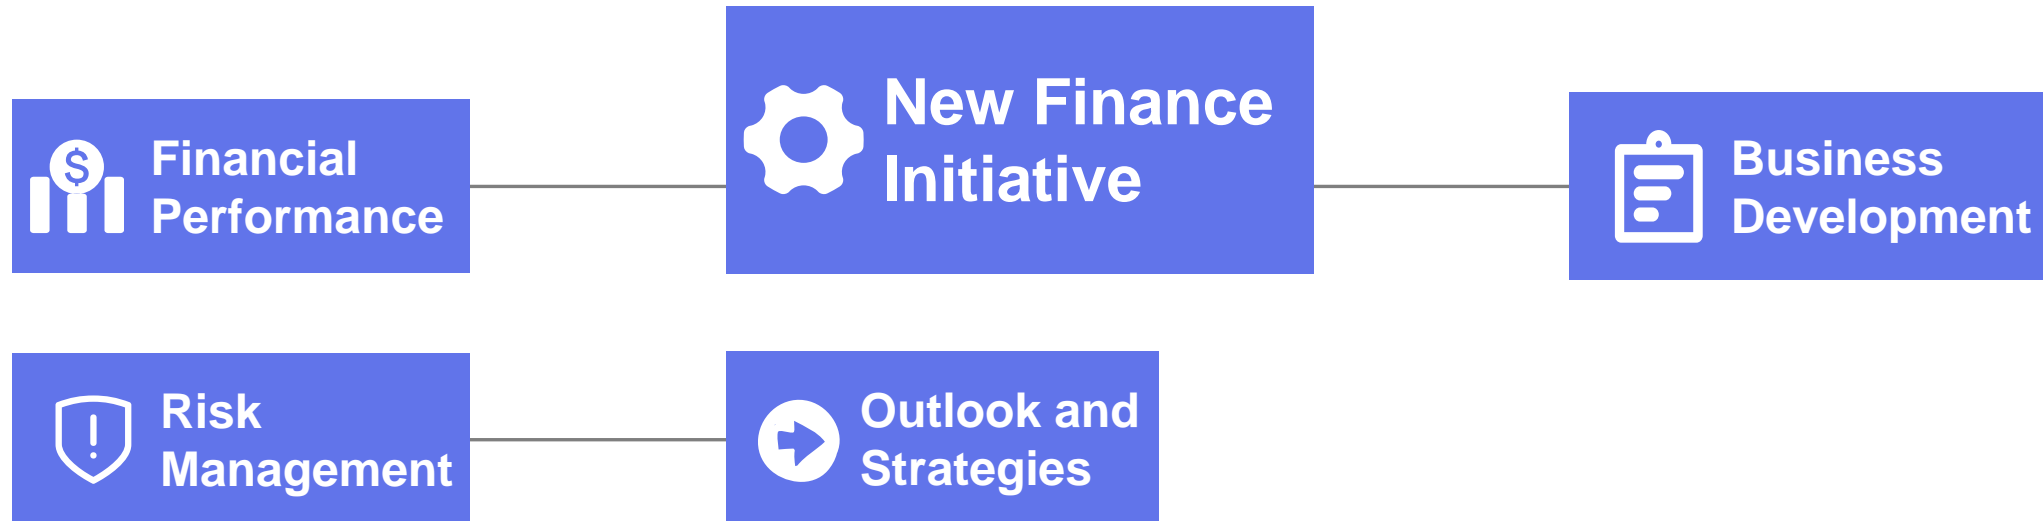 New Finance
Initiative
Financial
Performance
Business
Development
Risk
Management
Outlook and
Strategies